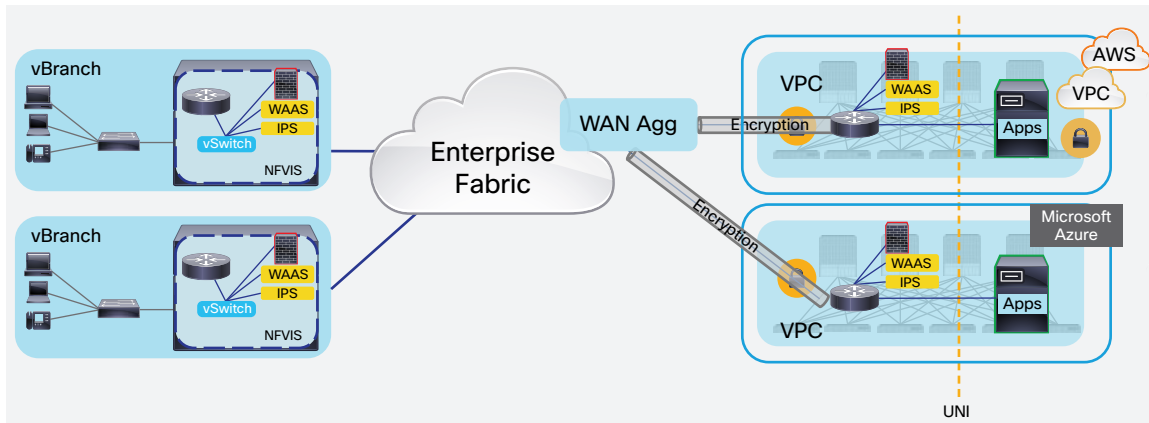 vBranch
WAAS
IPS
vSwitch
NFVIS
vBranch
WAAS
IPS
vSwitch
NFVIS
Enterprise
Fabric
WAN Agg
Encryption
Encryption
VPC
WAAS
IPS
Apps
AWS
VPC
Microsoft
Azure
WAAS
IPS
Apps
VPC
UNI